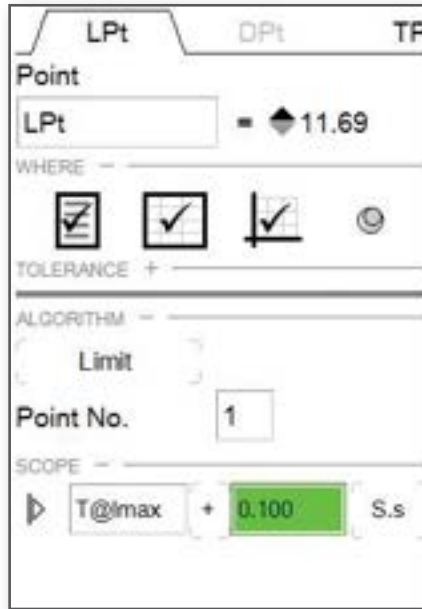 LPt DPt TP
Point
LPt = 11.69
WHERE −
TOLERANCE +
ALGORITHM −
Limit
Point No. 1
SCOPE −
T@Imax + 0.100 S.s